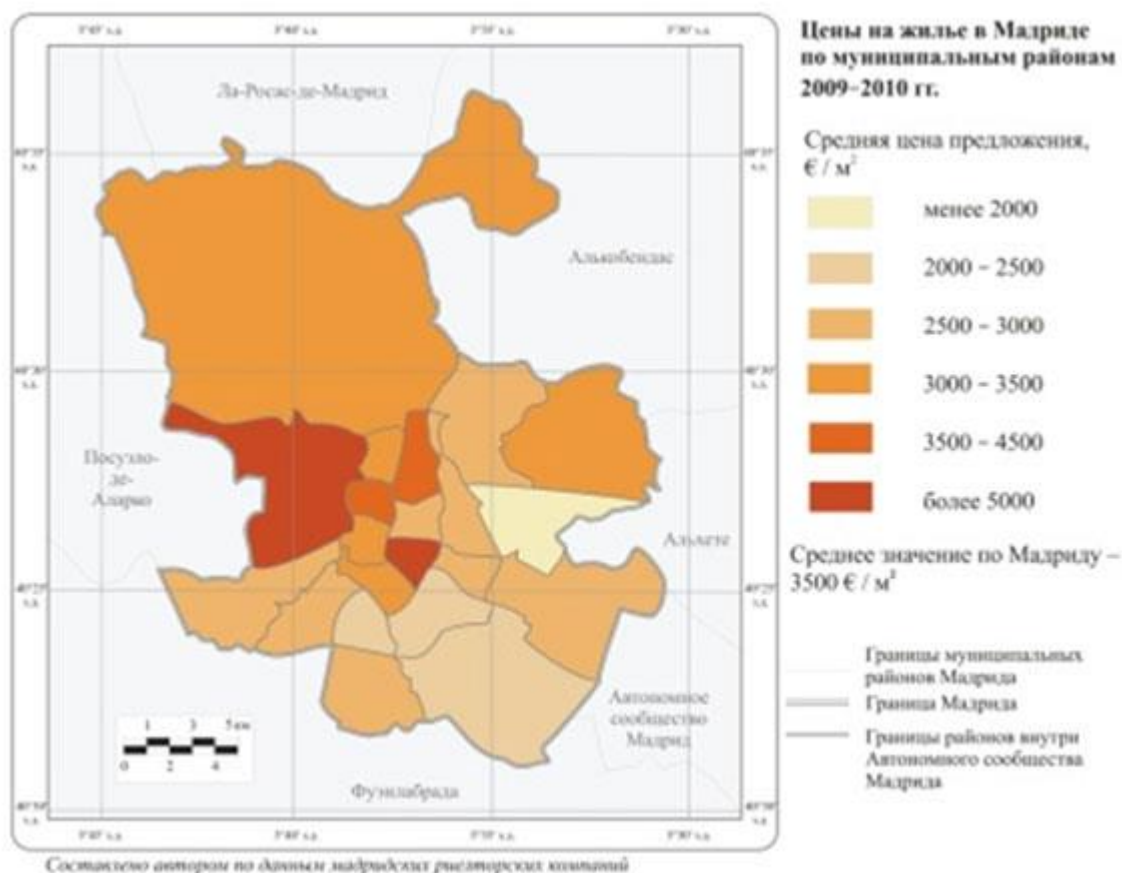 Цены на жилье в Мадриде
по муниципальным районам
2009–2010 гг.
Средняя цена предложения,
€ / м²
менее 2000
2000 – 2500
2500 – 3000
3000 – 3500
3500 – 4500
более 5000
Среднее значение по Мадриду –
3500 € / м²
Границы муниципальных
районов Мадрида
Граница Мадрида
Границы районов внутри
Автономного сообщества
Мадрида
Ла-Росас-де-Мадрид
Алькобендас
Посуэло-
де-
Аларко
Автономное
сообщество
Мадрид
Фуэнлабрада
1 3 5 км
0 2 4
Составлено автором по данным мадридских риелторских компаний